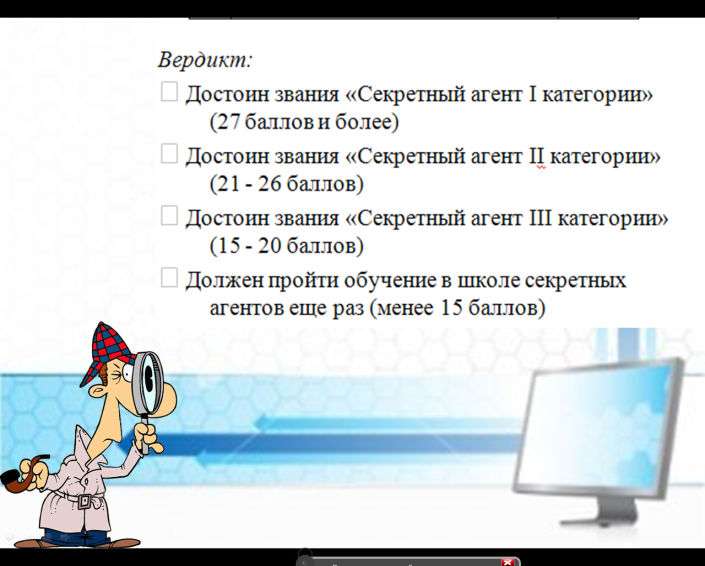 Вердикт:
Достоин звания «Секретный агент I категории»
(27 баллов и более)
Достоин звания «Секретный агент II категории»
(21 - 26 баллов)
Достоин звания «Секретный агент III категории»
(15 - 20 баллов)
Должен пройти обучение в школе секретных
агентов еще раз (менее 15 баллов)